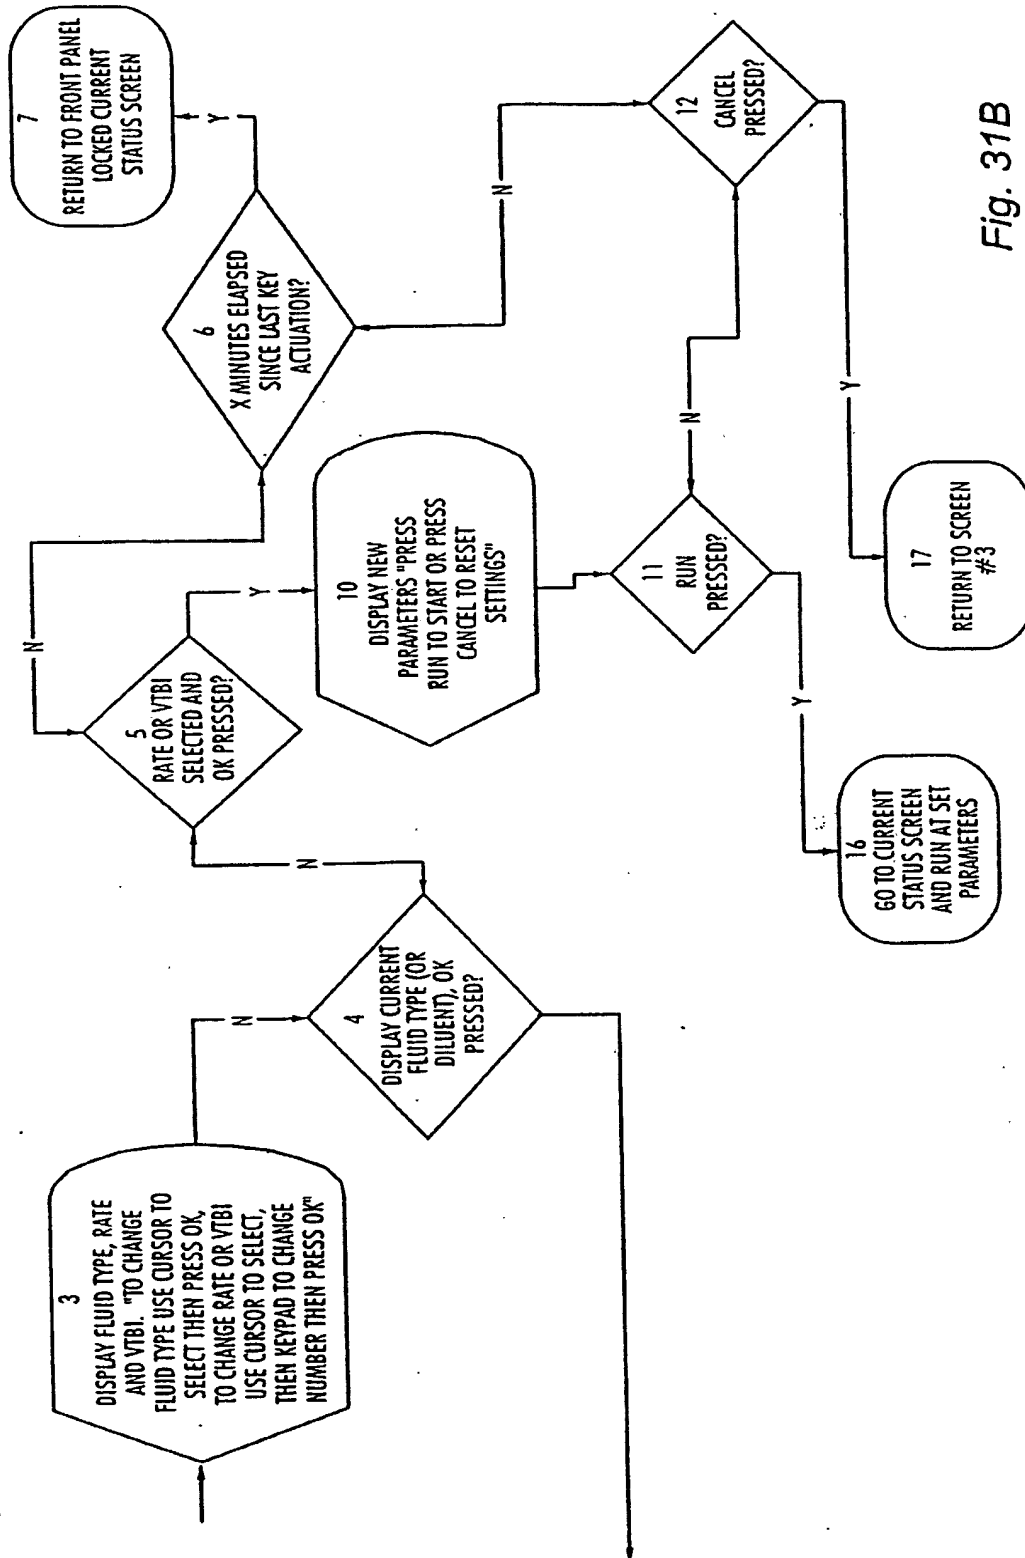 3
DISPLAY FLUID TYPE, RATE
AND VTBI. "TO CHANGE
FLUID TYPE USE CURSOR TO
SELECT THEN PRESS OK,
TO CHANGE RATE OR VTBI
USE CURSOR TO SELECT,
THEN KEYPAD TO CHANGE
NUMBER THEN PRESS OK"
N
4
DISPLAY CURRENT
FLUID TYPE (OR
DILUENT), OK
PRESSED?
N
5
RATE OR VTBI
SELECTED AND
OK PRESSED?
N
Y
6
X MINUTES ELAPSED
SINCE LAST KEY
ACTUATION?
Y
7
RETURN TO FRONT PANEL
LOCKED CURRENT
STATUS SCREEN
N
10
DISPLAY NEW
PARAMETERS "PRESS
RUN TO START OR PRESS
CANCEL TO RESET
SETTINGS"
11
RUN
PRESSED?
N
Y
12
CANCEL
PRESSED?
Y
16
GO TO CURRENT
STATUS SCREEN
AND RUN AT SET
PARAMETERS
17
RETURN TO SCREEN
#3
Fig. 31B